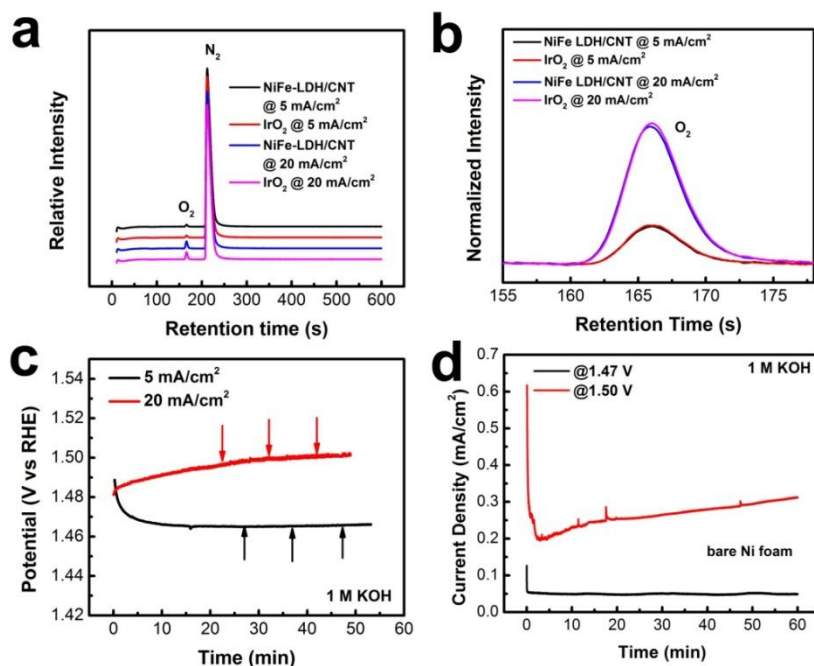 a
N₂
NiFe-LDH/CNT
@ 5 mA/cm²
IrO₂ @ 5 mA/cm²
NiFe-LDH/CNT
@ 20 mA/cm²
IrO₂ @ 20 mA/cm²
O₂
Relative Intensity
0 100 200 300 400 500 600
Retention time (s)
b
NiFe LDH/CNT @ 5 mA/cm²
IrO₂ @ 5 mA/cm²
NiFe LDH/CNT @ 20 mA/cm²
IrO₂ @ 20 mA/cm²
O₂
Normalized Intensity
155 160 165 170 175
Retention Time (s)
c
5 mA/cm²
20 mA/cm²
Potential (V vs RHE)
1.54
1.52
1.50
1.48
1.46
1.44
1.42
1 M KOH
0 10 20 30 40 50 60
Time (min)
d
@1.47 V
@1.50 V
1 M KOH
Current Density (mA/cm²)
0.7
0.6
0.5
0.4
0.3
0.2
0.1
0.0
bare Ni foam
0 10 20 30 40 50 60
Time (min)